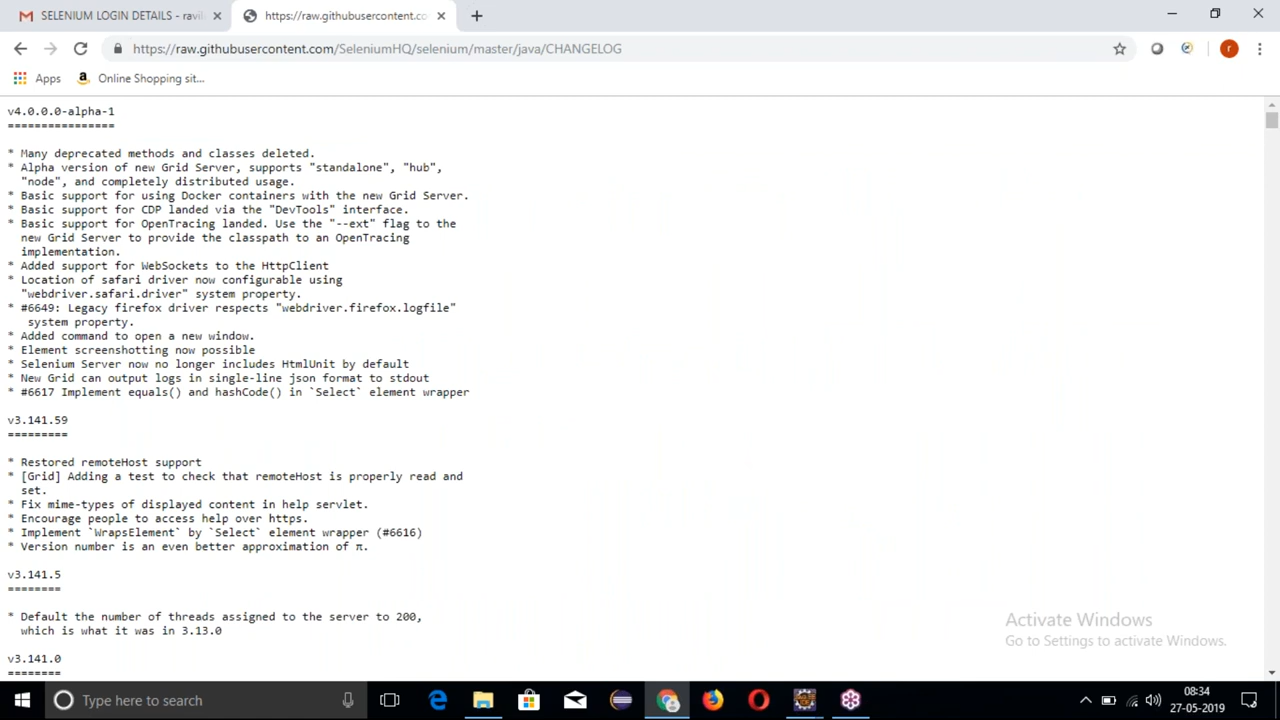 SELENIUM LOGIN DETAILS - ravila
https://raw.githubusercontent.co
https://raw.githubusercontent.com/SeleniumHQ/selenium/master/java/CHANGELOG
r
Apps
Online Shopping sit...
v4.0.0.0-alpha-1
================
* Many deprecated methods and classes deleted.
* Alpha version of new Grid Server, supports "standalone", "hub",
"node", and completely distributed usage.
* Basic support for using Docker containers with the new Grid Server.
* Basic support for CDP landed via the "DevTools" interface.
* Basic support for OpenTracing landed. Use the "--ext" flag to the
new Grid Server to provide the classpath to an OpenTracing
implementation.
* Added support for WebSockets to the HttpClient
* Location of safari driver now configurable using
"webdriver.safari.driver" system property.
* #6649: Legacy firefox driver respects "webdriver.firefox.logfile"
system property.
* Added command to open a new window.
* Element screenshotting now possible
* Selenium Server now no longer includes HtmlUnit by default
* New Grid can output logs in single-line json format to stdout
* #6617 Implement equals() and hashCode() in `Select` element wrapper
v3.141.59
=========
* Restored remoteHost support
* [Grid] Adding a test to check that remoteHost is properly read and
set.
* Fix mime-types of displayed content in help servlet.
* Encourage people to access help over https.
* Implement `WrapsElement` by `Select` element wrapper (#6616)
* Version number is an even better approximation of π.
v3.141.5
========
* Default the number of threads assigned to the server to 200,
which is what it was in 3.13.0
v3.141.0
========
Activate Windows
Go to Settings to activate Windows.
Type here to search
08:34
27-05-2019